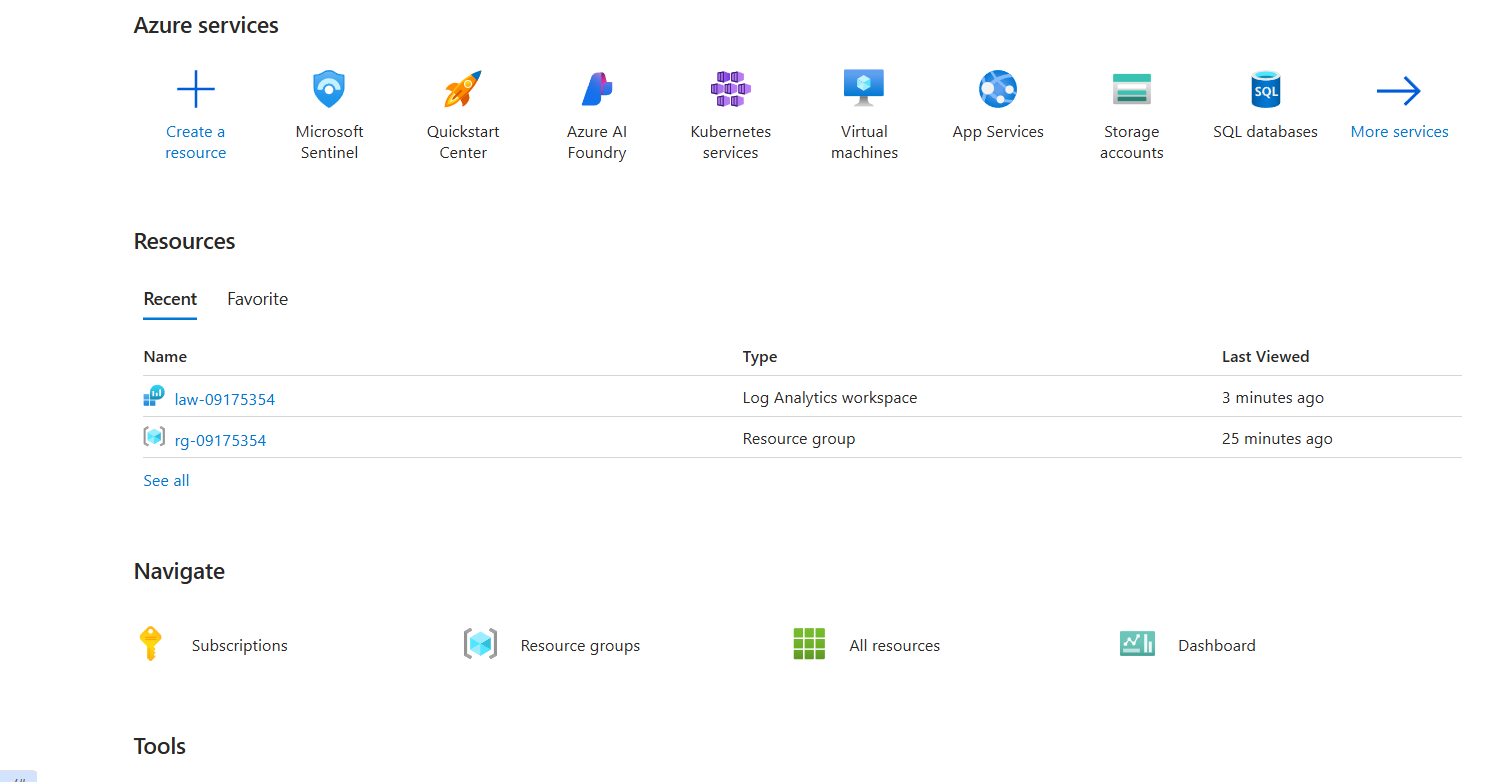 Azure services
Create a resource
Microsoft Sentinel
Quickstart Center
Azure AI Foundry
Kubernetes services
Virtual machines
App Services
Storage accounts
SQL
SQL databases
More services
Resources
Recent Favorite
Name Type Last Viewed
law-09175354 Log Analytics workspace 3 minutes ago
rg-09175354 Resource group 25 minutes ago
See all
Navigate
Subscriptions Resource groups All resources Dashboard
Tools